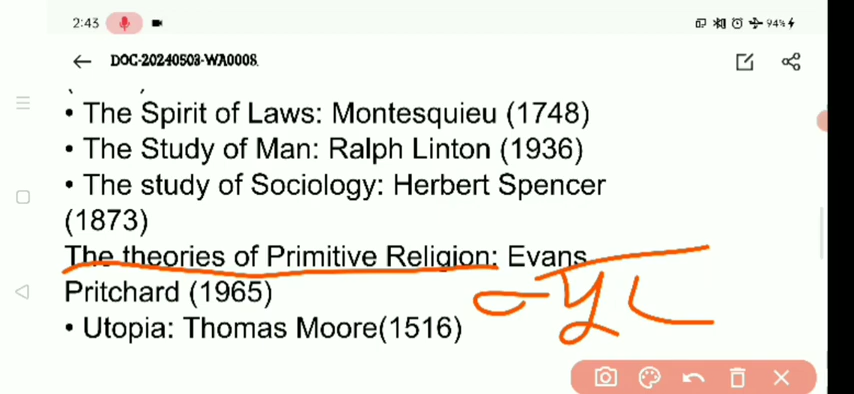 2:43
94%
DOC-20240503-WA0008.
• The Spirit of Laws: Montesquieu (1748)
• The Study of Man: Ralph Linton (1936)
• The study of Sociology: Herbert Spencer
(1873)
The theories of Primitive Religion: Evans
Pritchard (1965)
• Utopia: Thomas Moore(1516)